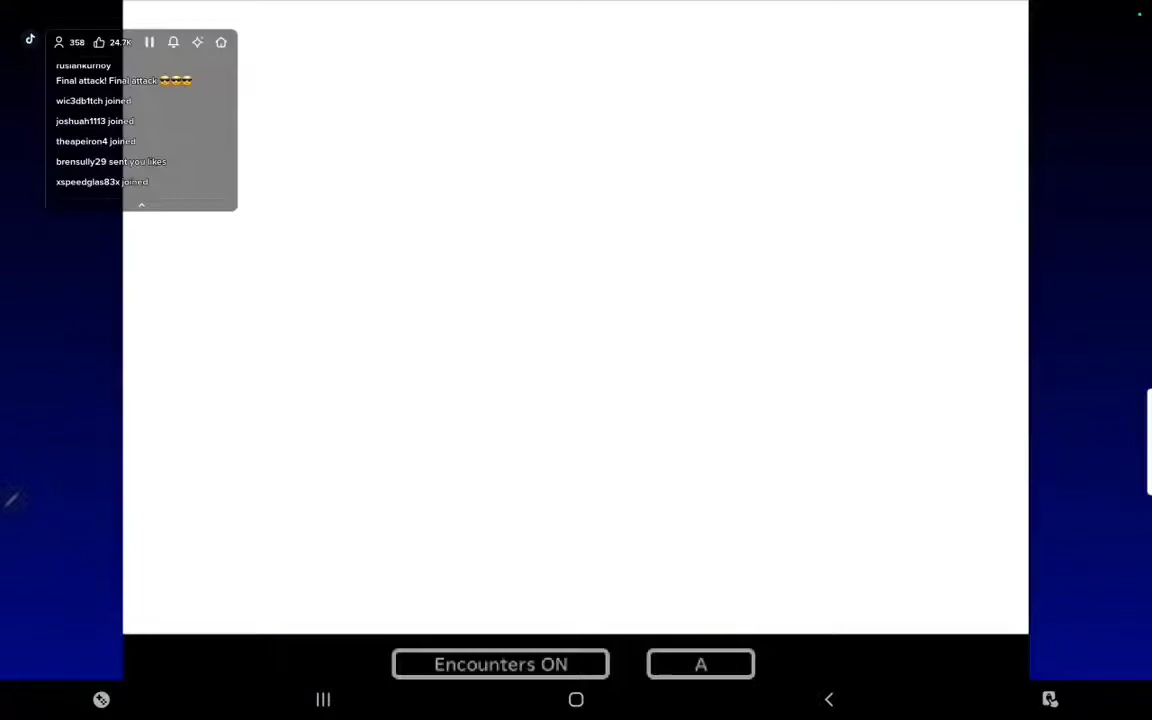 358 24.7K
ruslankurnoy
Final attack! Final attack 😎😎😎
wic3db1tch joined
joshuah1113 joined
theapeiron4 joined
brensully29 sent you likes
xspeedglas83x joined
Encounters ON A